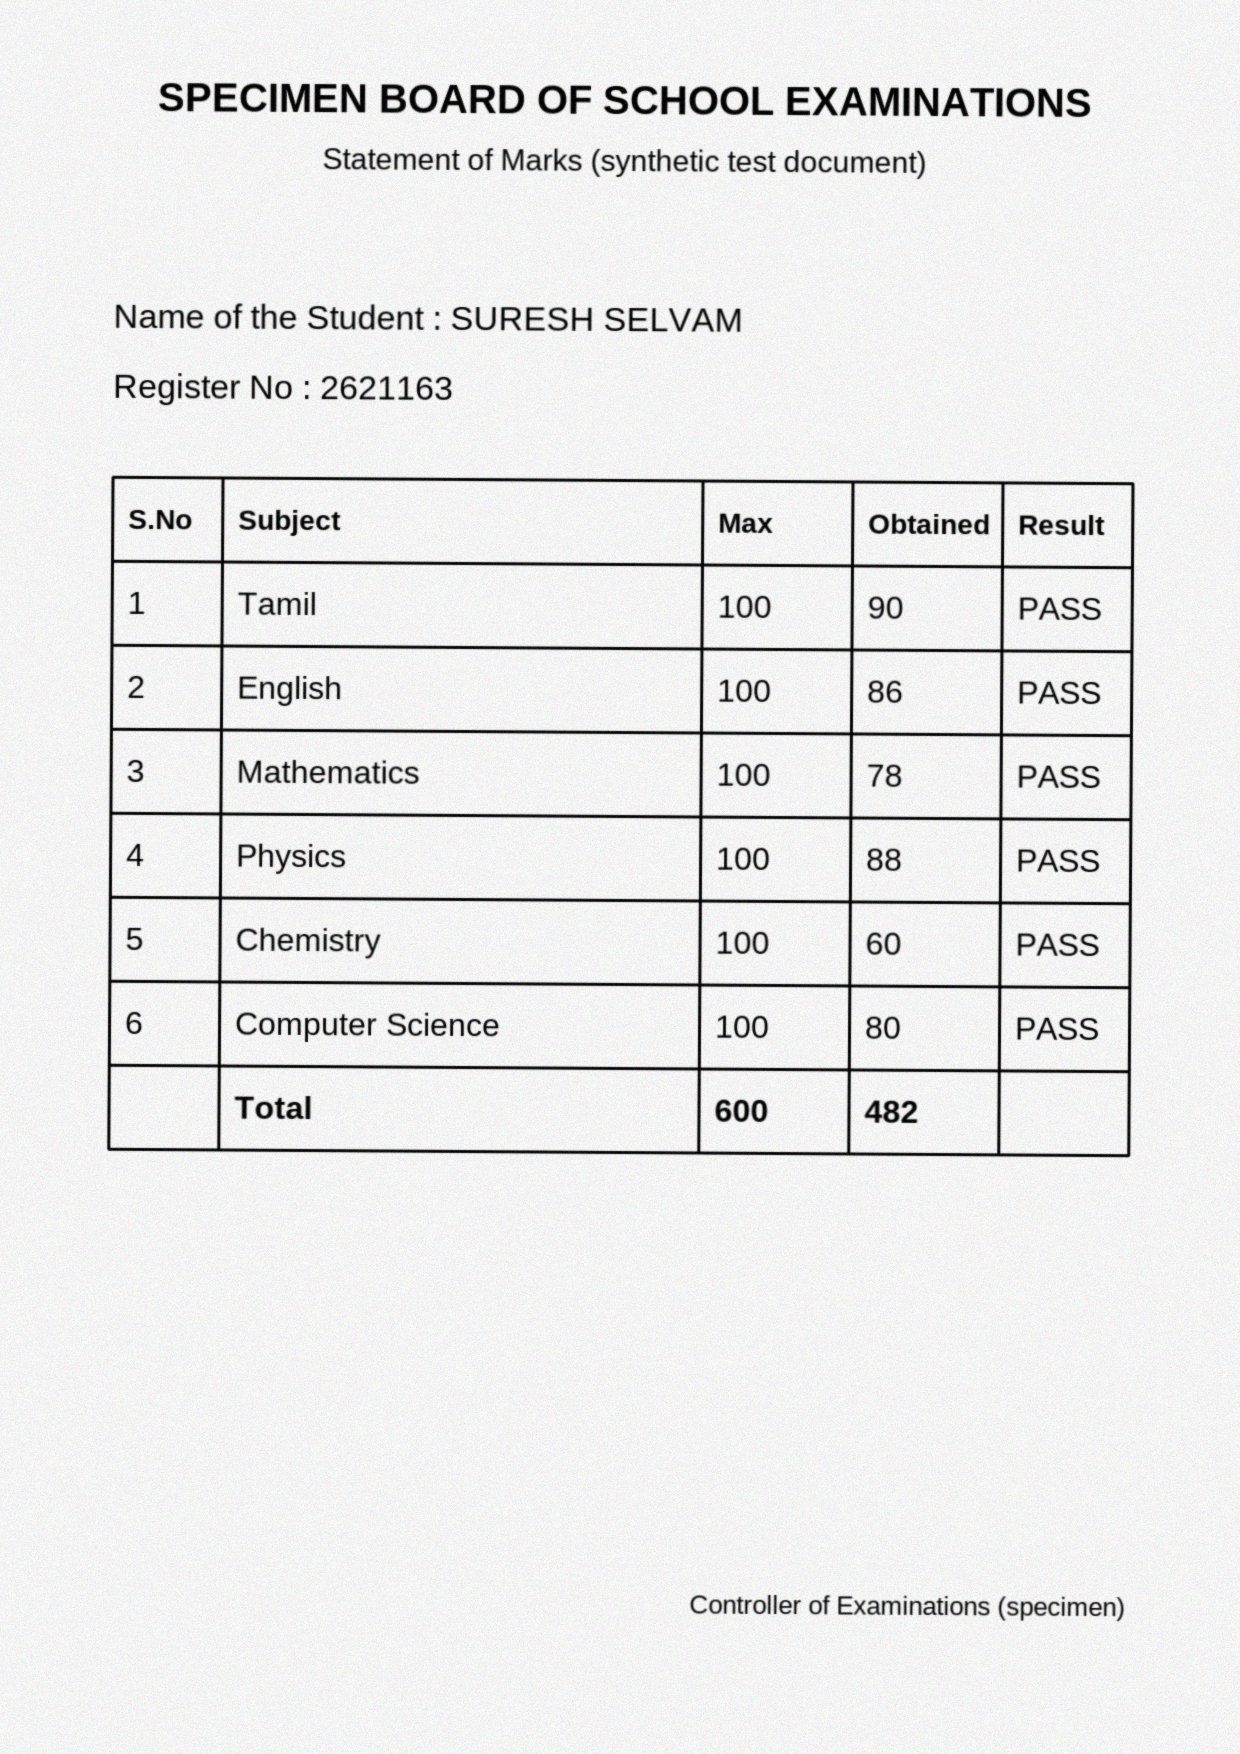 SPECIMEN BOARD OF SCHOOL EXAMINATIONS
Statement of Marks (synthetic test document)
Name of the Student : SURESH SELVAM
Register No : 2621163
S.No Subject Max Obtained Result
1 Tamil 100 90 PASS
2 English 100 86 PASS
3 Mathematics 100 78 PASS
4 Physics 100 88 PASS
5 Chemistry 100 60 PASS
6 Computer Science 100 80 PASS
Total 600 482
Controller of Examinations (specimen)